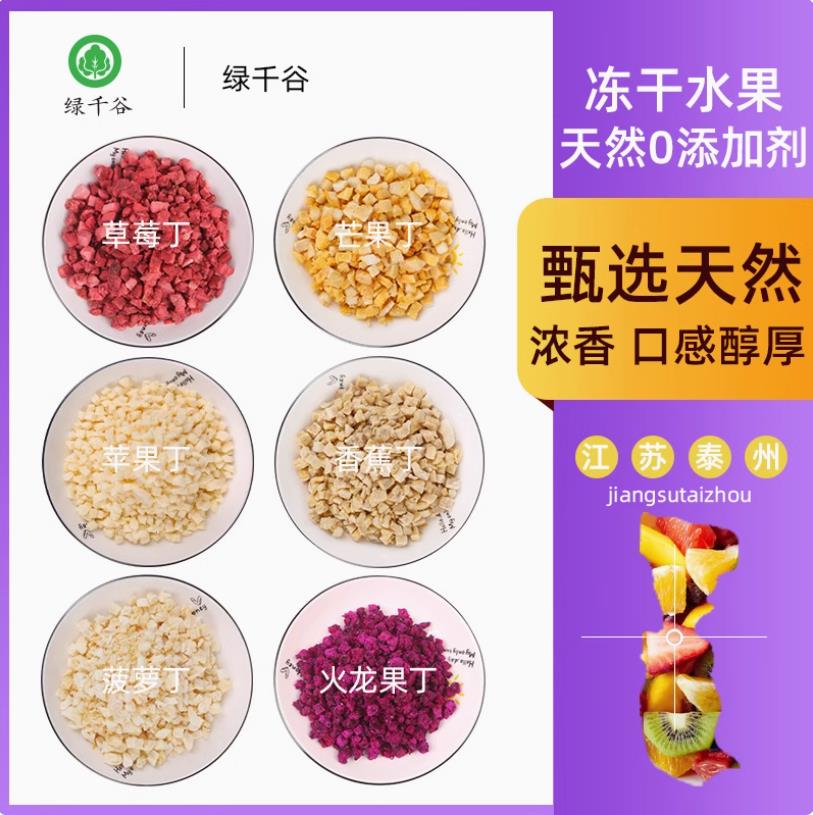 绿千谷
绿千谷
草莓丁
芒果丁
苹果丁
香蕉丁
菠萝丁
火龙果丁
冻干水果
天然0添加剂
甄选天然
浓香 口感醇厚
江苏泰州
jiangsutaizhou